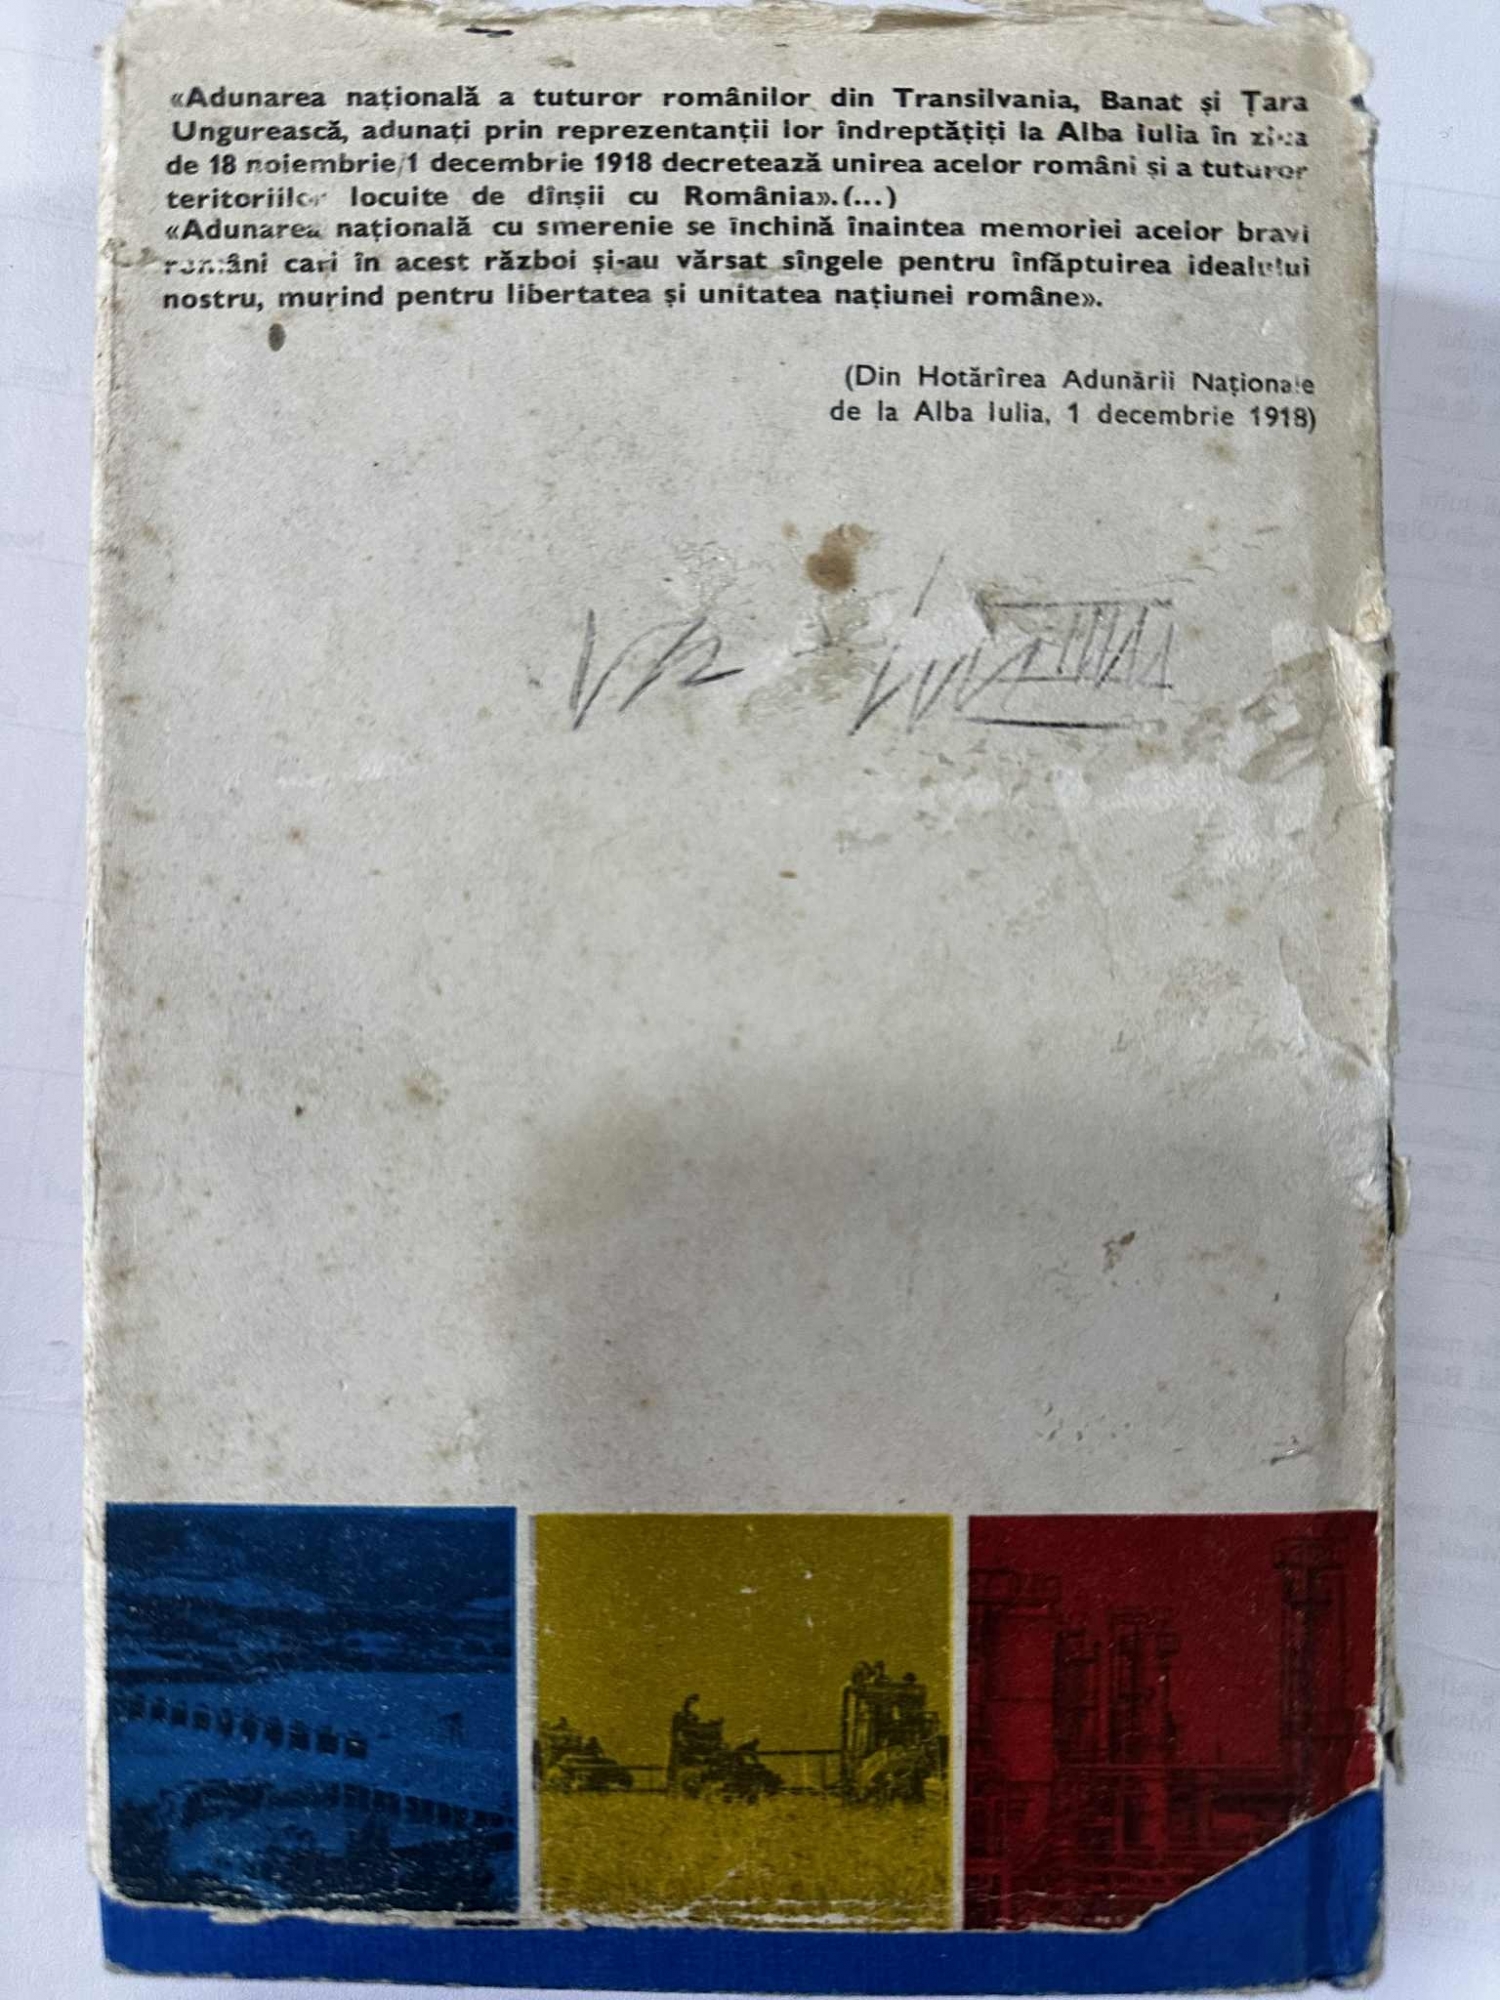 «Adunarea națională a tuturor românilor din Transilvania, Banat și Țara
Ungurească, adunați prin reprezentanții lor îndreptățiți la Alba Iulia în ziua
de 18 noiembrie/1 decembrie 1918 decretează unirea acelor români și a tuturor
teritoriilor locuite de dînșii cu România». (...)
«Adunarea națională cu smerenie se închină înaintea memoriei acelor bravi
români cari în acest război și-au vărsat sîngele pentru înfăptuirea idealului
nostru, murind pentru libertatea și unitatea națiunei române».
(Din Hotărîrea Adunării Naționale
de la Alba Iulia, 1 decembrie 1918)